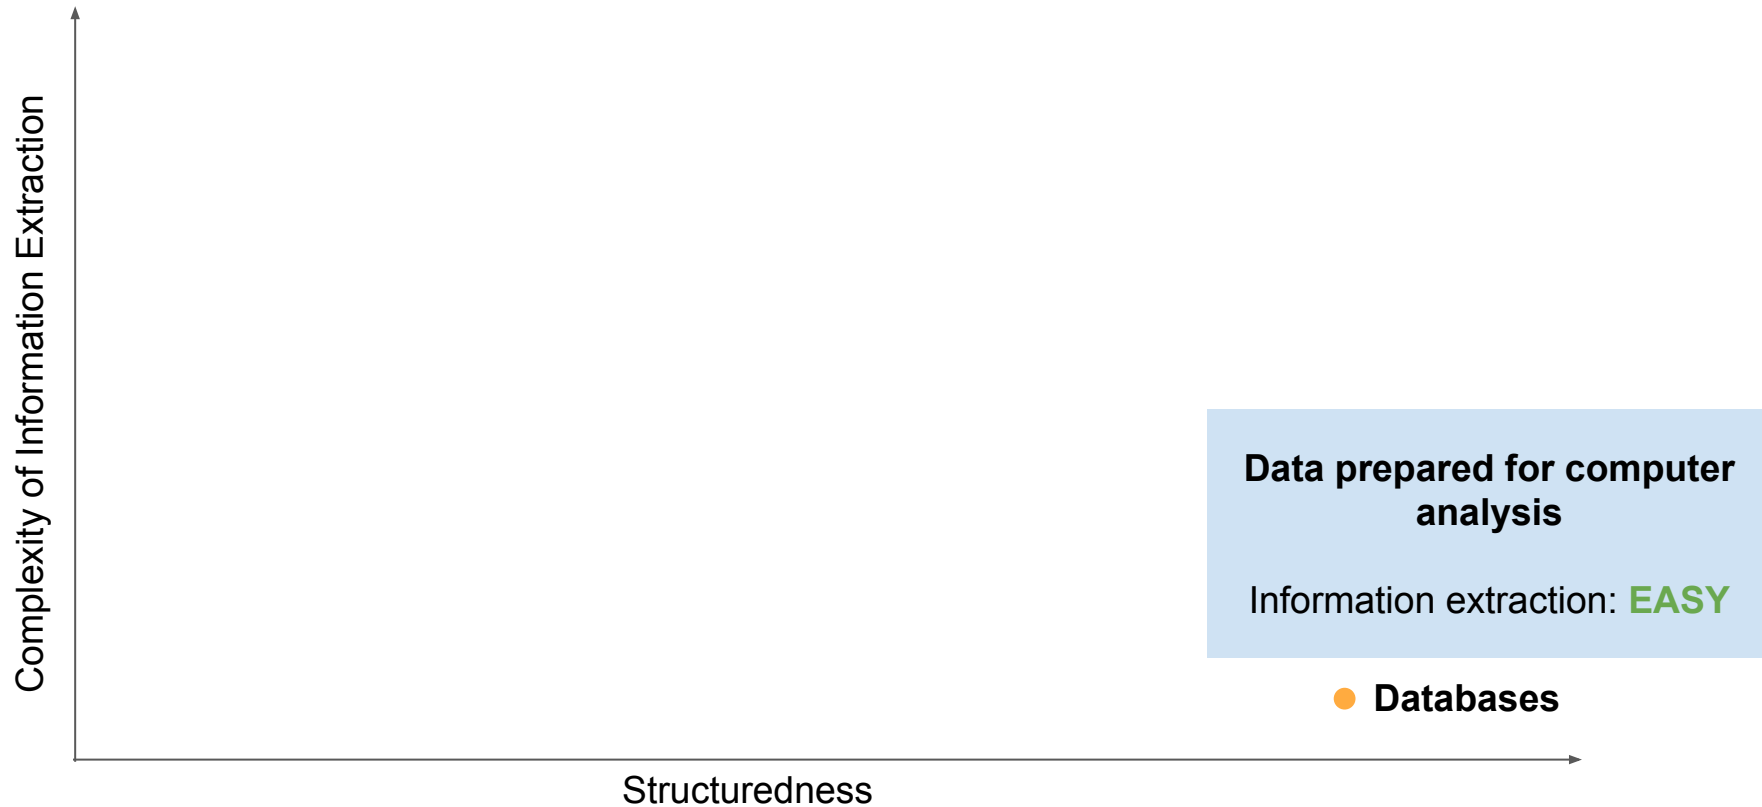 Complexity of Information Extraction
Data prepared for computer
analysis
Information extraction: EASY
Databases
Structuredness